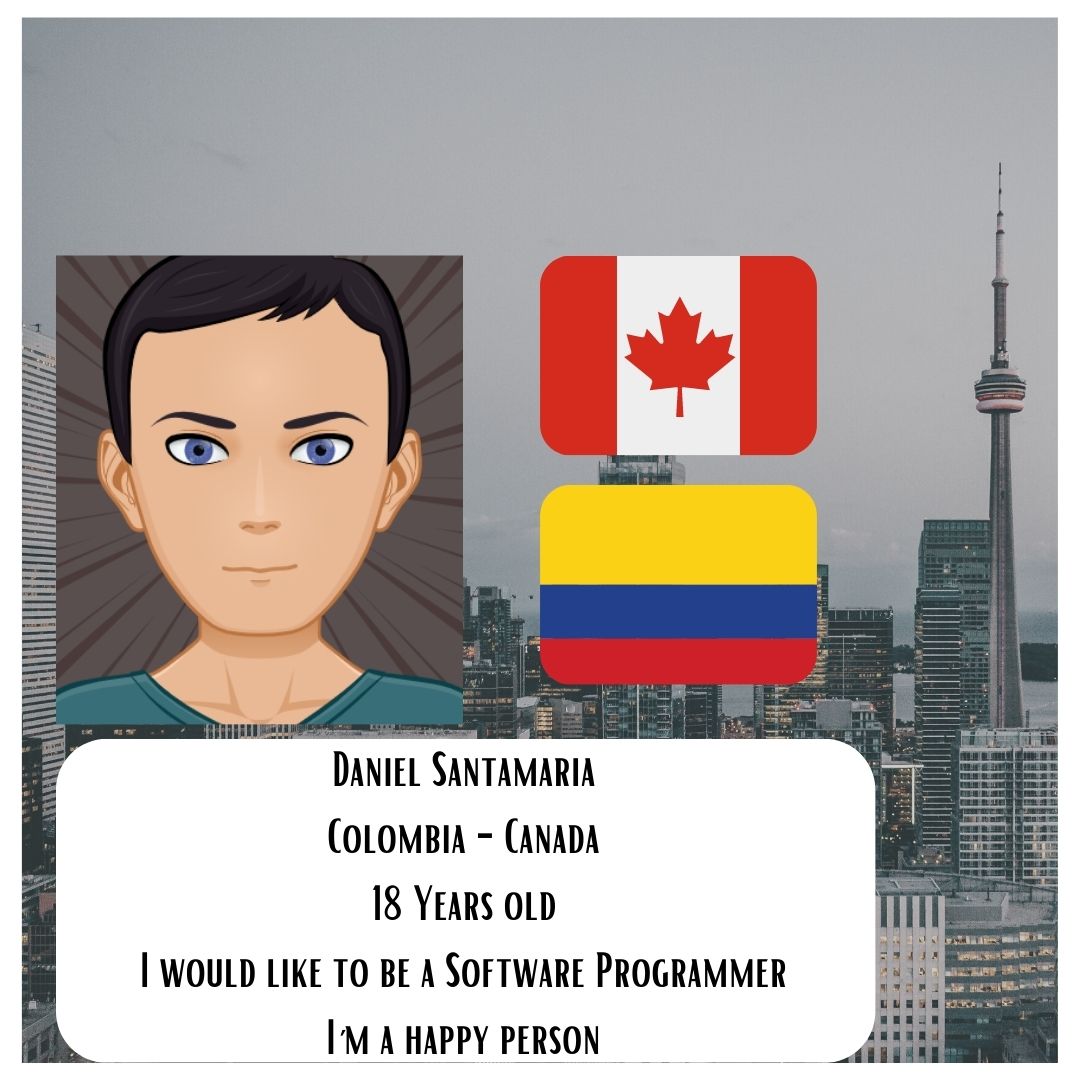 Daniel Santamaria
Colombia - Canada
18 Years old
I would like to be a Software Programmer
I'm a happy person